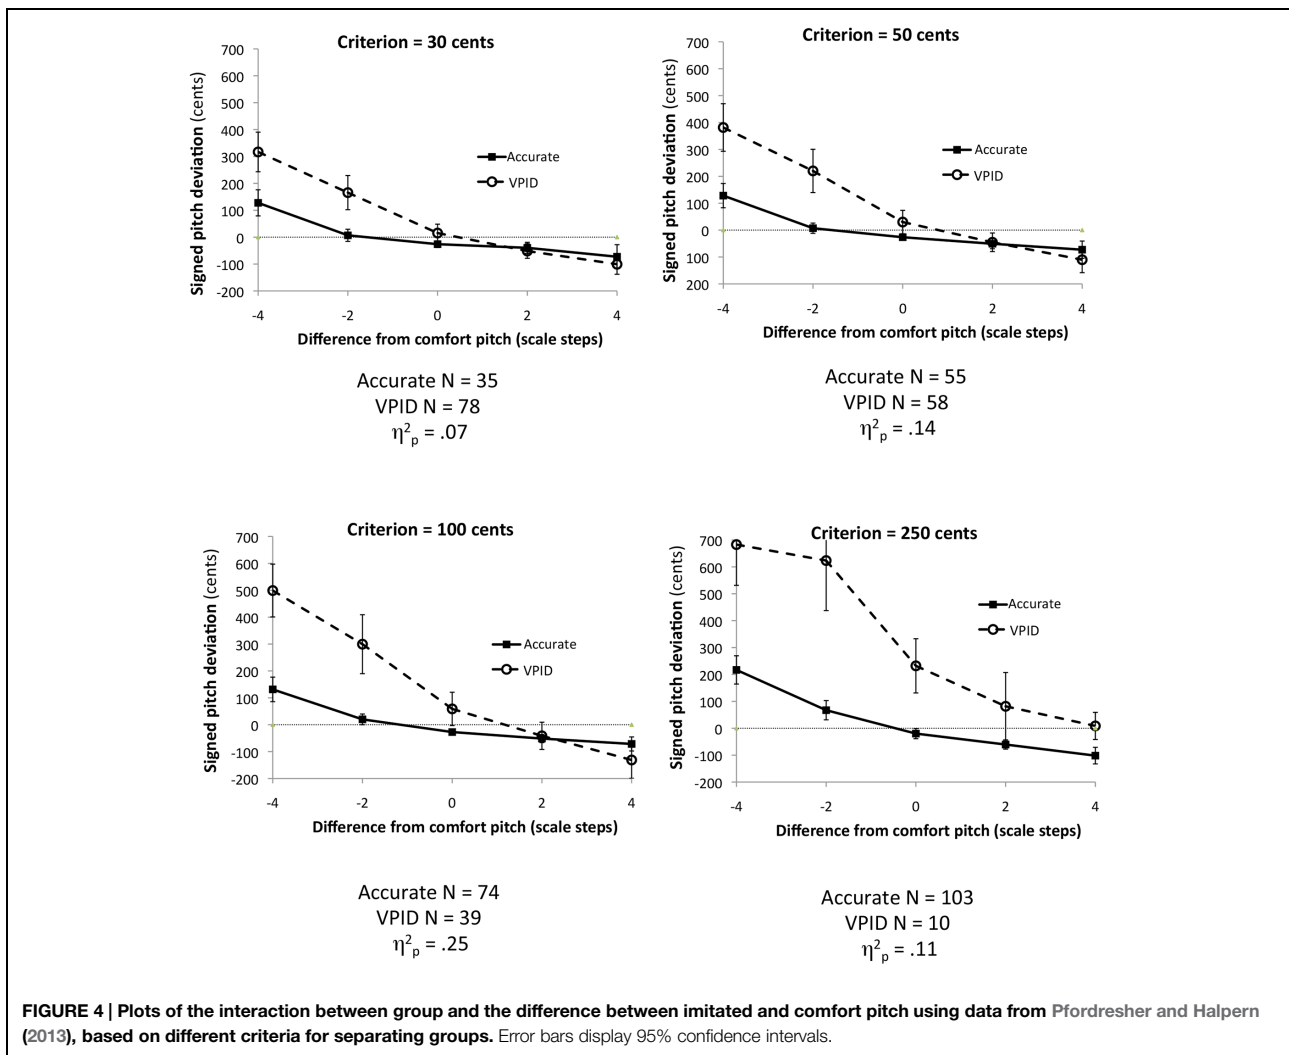 Criterion = 30 cents
Signed pitch deviation (cents)
700
600
500
400
300
200
100
0
-100
-200
Accurate
VPID
-4 -2 0 2 4
Difference from comfort pitch (scale steps)
Accurate N = 35
VPID N = 78
η²p = .07
Criterion = 50 cents
Signed pitch deviation (cents)
700
600
500
400
300
200
100
0
100
200
Accurate
VPID
-4 -2 0 2 4
Difference from comfort pitch (scale steps)
Accurate N = 55
VPID N = 58
η²p = .14
Criterion = 100 cents
Signed pitch deviation (cents)
700
600
500
400
300
200
100
0
-100
-200
Accurate
VPID
-4 -2 0 2 4
Difference from comfort pitch (scale steps)
Accurate N = 74
VPID N = 39
η²p = .25
Criterion = 250 cents
Signed pitch deviation (cents)
700
600
500
400
300
200
100
0
-100
-200
Accurate
VPID
-4 -2 0 2 4
Difference from comfort pitch (scale steps)
Accurate N = 103
VPID N = 10
η²p = .11
FIGURE 4 | Plots of the interaction between group and the difference between imitated and comfort pitch using data from Pfordresher and Halpern
(2013), based on different criteria for separating groups. Error bars display 95% confidence intervals.